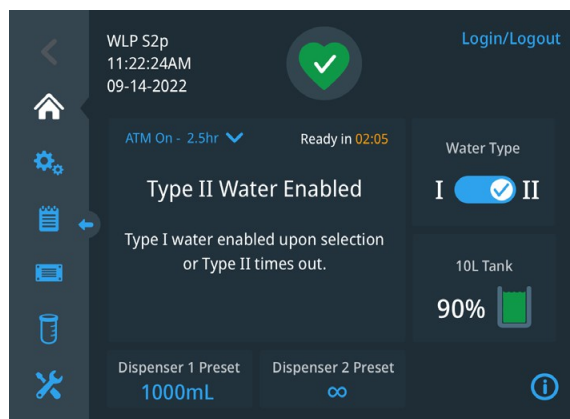 WLP S2p
11:22:24AM
09-14-2022
Login/Logout
ATM On - 2.5hr
Ready in 02:05
Type II Water Enabled
Type I water enabled upon selection
or Type II times out.
Water Type
I II
10L Tank
90%
Dispenser 1 Preset
1000mL
Dispenser 2 Preset
∞